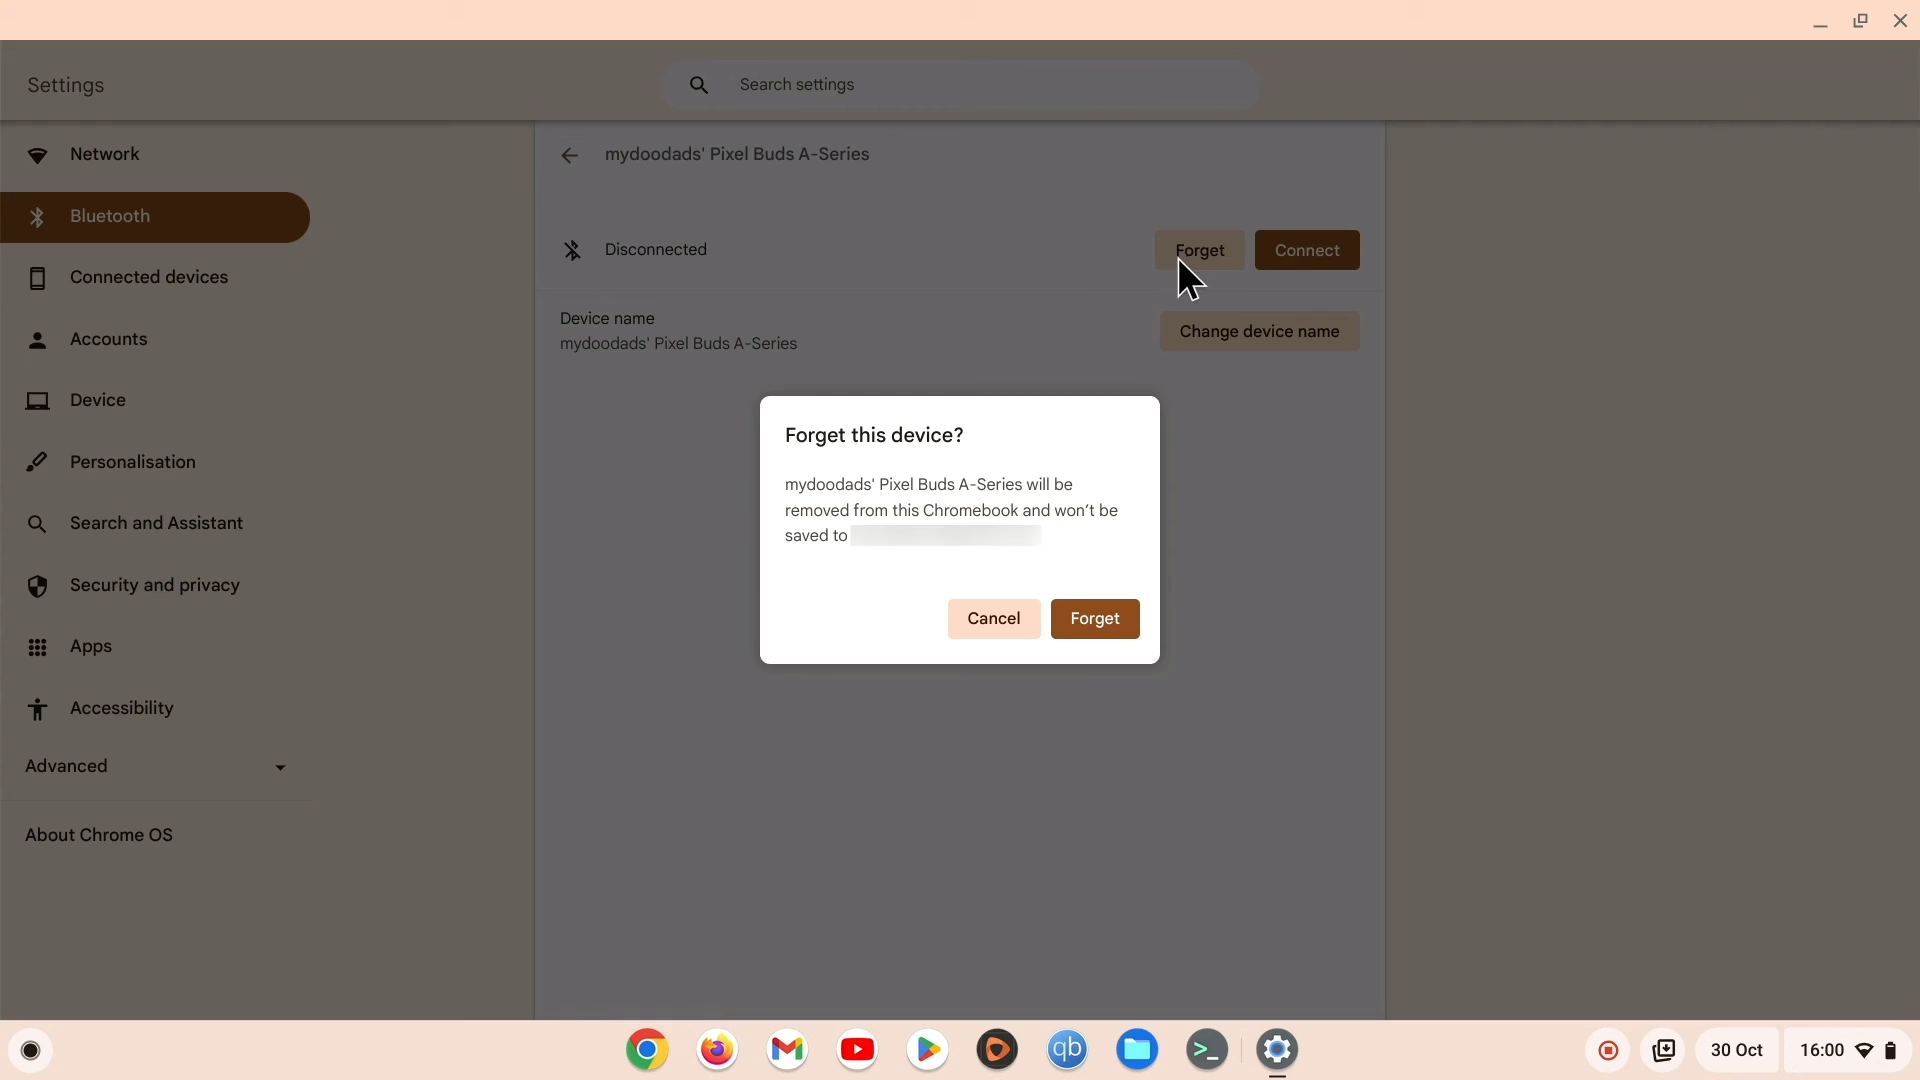 Settings
Search settings
Network
Bluetooth
Connected devices
Accounts
Device
Personalisation
Search and Assistant
Security and privacy
Apps
Accessibility
Advanced
About Chrome OS
mydoodads' Pixel Buds A-Series
Disconnected
Forget
Connect
Device name
mydoodads' Pixel Buds A-Series
Change device name
Forget this device?
mydoodads' Pixel Buds A-Series will be
removed from this Chromebook and won't be
saved to
Cancel
Forget
qb
>_
30 Oct
16:00